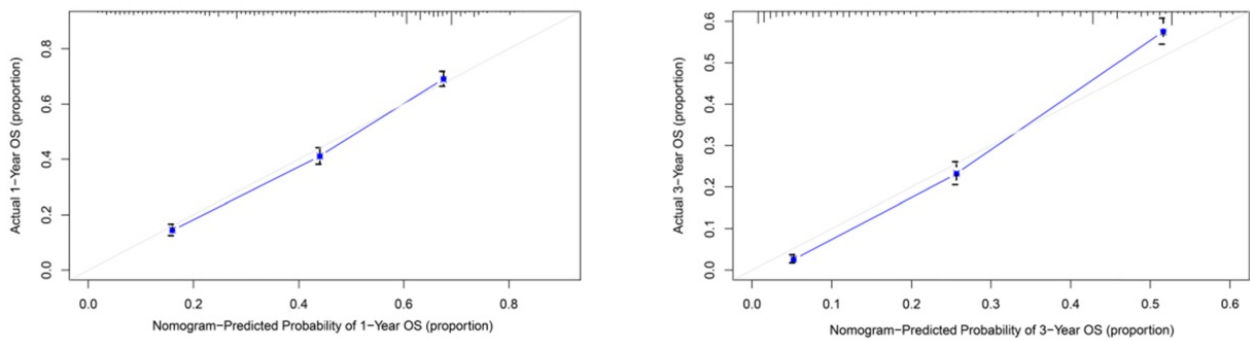 Actual 1−Year OS (proportion)
0.8
0.6
0.4
0.2
0.0
0.0 0.2 0.4 0.6 0.8
Nomogram−Predicted Probability of 1−Year OS (proportion)
Actual 3−Year OS (proportion)
0.6
0.5
0.4
0.3
0.2
0.1
0.0
0.0 0.1 0.2 0.3 0.4 0.5 0.6
Nomogram−Predicted Probability of 3−Year OS (proportion)